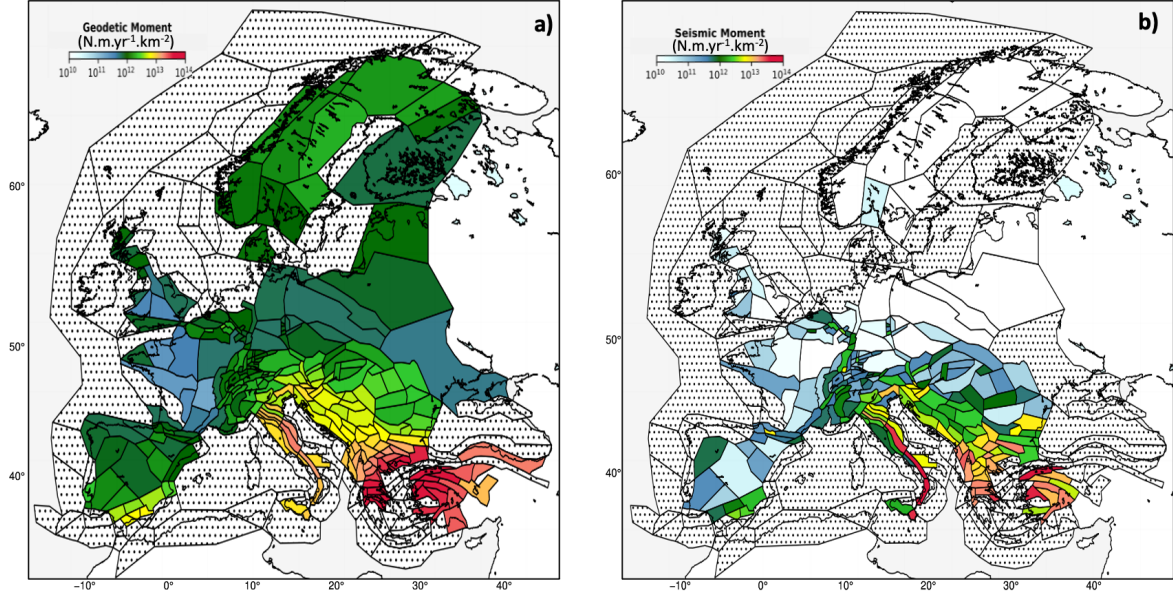 a)
Geodetic Moment
(N.m.yr⁻¹.km⁻²)
10¹⁰ 10¹¹ 10¹² 10¹³ 10¹⁴
60°
50°
40°
−10° 0° 10° 20° 30° 40°
b)
Seismic Moment
(N.m.yr⁻¹.km⁻²)
10¹⁰ 10¹¹ 10¹² 10¹³ 10¹⁴
60°
50°
40°
−10° 0° 10° 20° 30° 40°